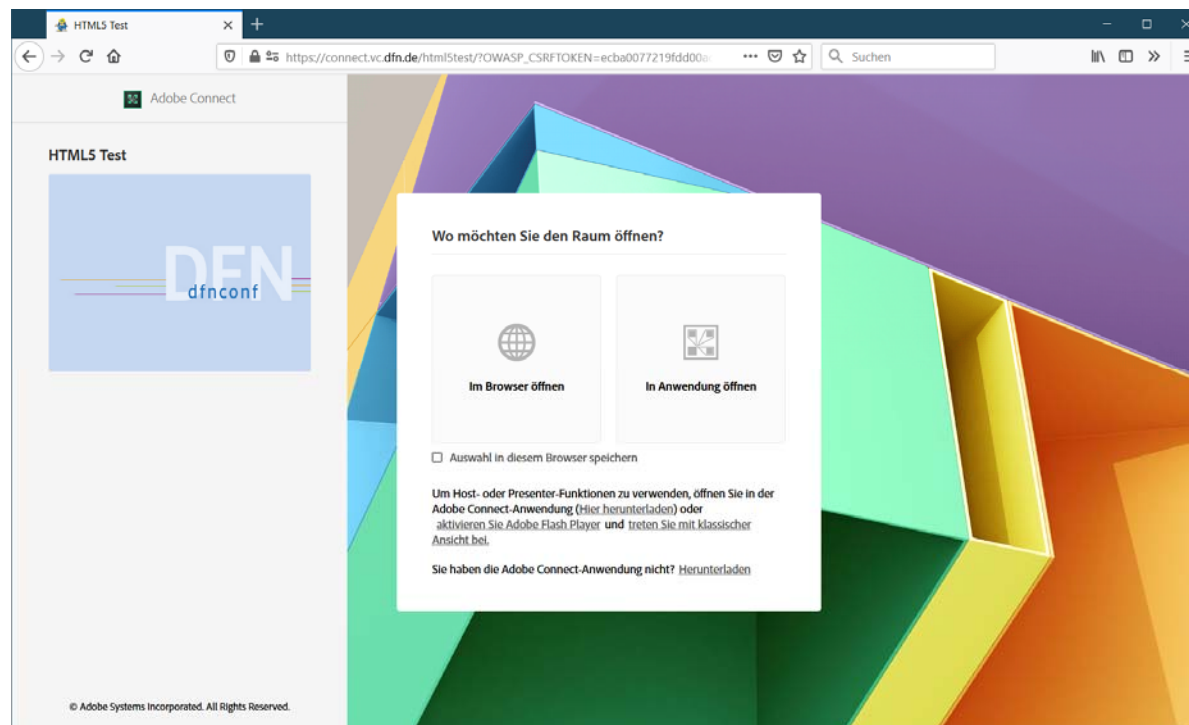 HTML5 Test
https://connect.vc.dfn.de/html5test/?OWASP_CSRFTOKEN=ecba0077219fdd00a
Suchen
Adobe Connect
HTML5 Test
DFN
dfnconf
© Adobe Systems Incorporated. All Rights Reserved.
Wo möchten Sie den Raum öffnen?
Im Browser öffnen
In Anwendung öffnen
Auswahl in diesem Browser speichern
Um Host- oder Presenter-Funktionen zu verwenden, öffnen Sie in der
Adobe Connect-Anwendung (Hier herunterladen) oder
aktivieren Sie Adobe Flash Player und treten Sie mit klassischer
Ansicht bei.
Sie haben die Adobe Connect-Anwendung nicht? Herunterladen